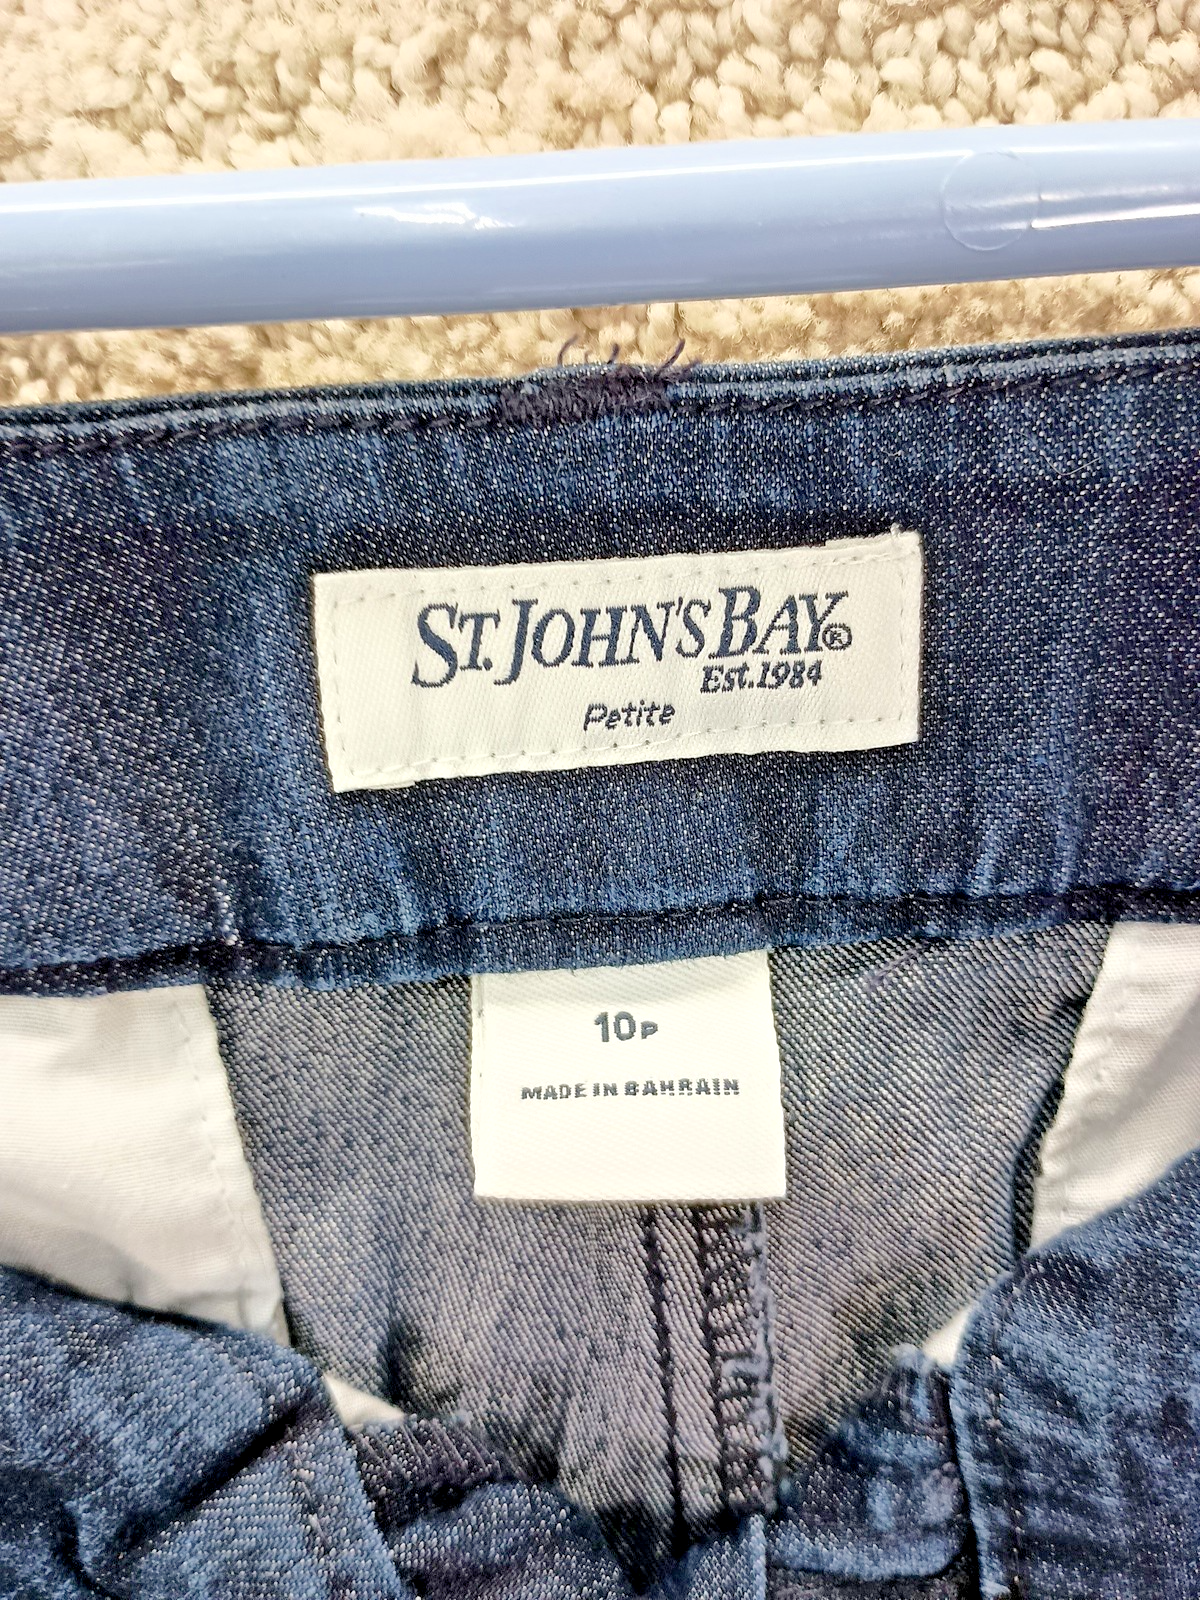 ST. JOHN'S BAY®
Est. 1984
Petite
10P
MADE IN BAHRAIN